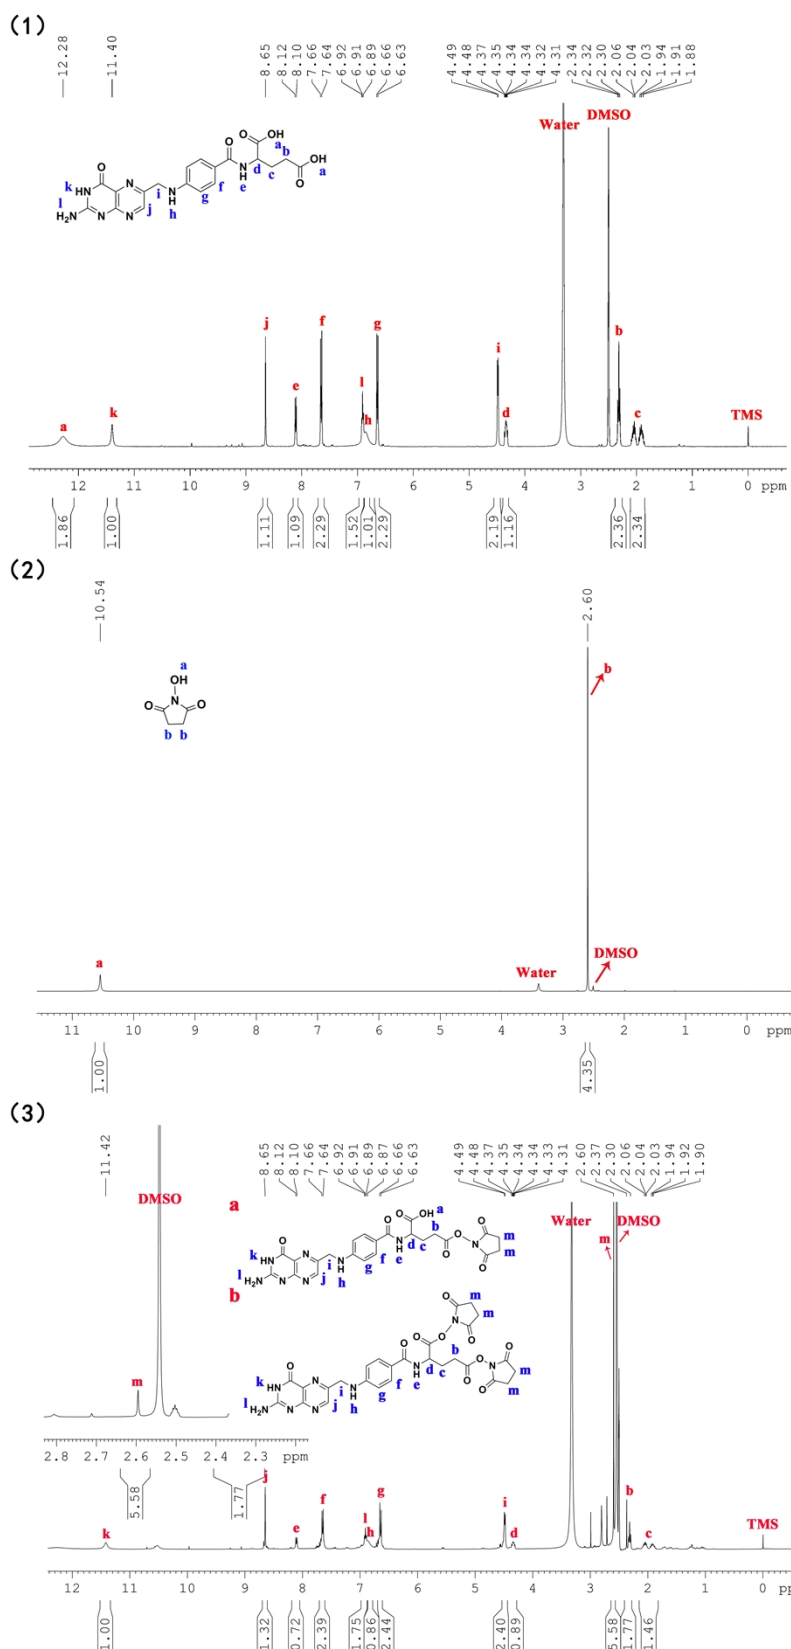 (1)
12.28
11.40
8.65
8.12
8.10
7.66
7.64
6.92
6.91
6.89
6.66
6.63
4.49
4.48
4.37
4.35
4.34
4.34
4.32
4.31
2.34
2.32
2.30
2.06
2.04
2.03
1.94
1.91
1.88
Water DMSO
O OH a b OH a
O
N H e d c O
O k HN N i N H h g f
l H₂N N N j
a k j e f l h g i d b c TMS
12 11 10 9 8 7 6 5 4 3 2 1 0 ppm
1.86 1.00 1.11 1.09 2.29 1.52 1.01 2.29 2.19 1.16 2.36 2.34
(2)
10.54
2.60
a
OH
O N O
b b
b
a Water DMSO
11 10 9 8 7 6 5 4 3 2 1 0 ppm
1.00 4.35
(3)
11.42
8.65
8.12
8.10
7.66
7.64
6.92
6.91
6.89
6.87
6.66
6.63
4.49
4.48
4.37
4.35
4.34
4.34
4.33
4.31
2.60
2.37
2.30
2.06
2.04
2.03
1.94
1.92
1.90
DMSO
a
O OH a b O N O m m
O N H e d c O O
O k HN N i N H h g f
l H₂N N N j
Water m DMSO
b
m m O N O
O O b O N O m m
O N H e d c O O
O k HN N i N H h g f
l H₂N N N j
m
2.8 2.7 2.6 2.5 2.4 2.3 ppm
5.58 1.77
k j e f l h g i d b c TMS
12 11 10 9 8 7 6 5 4 3 2 1 0 ppm
1.00 1.32 0.72 2.39 1.75 0.86 2.44 2.40 0.89 5.58 1.77 1.46